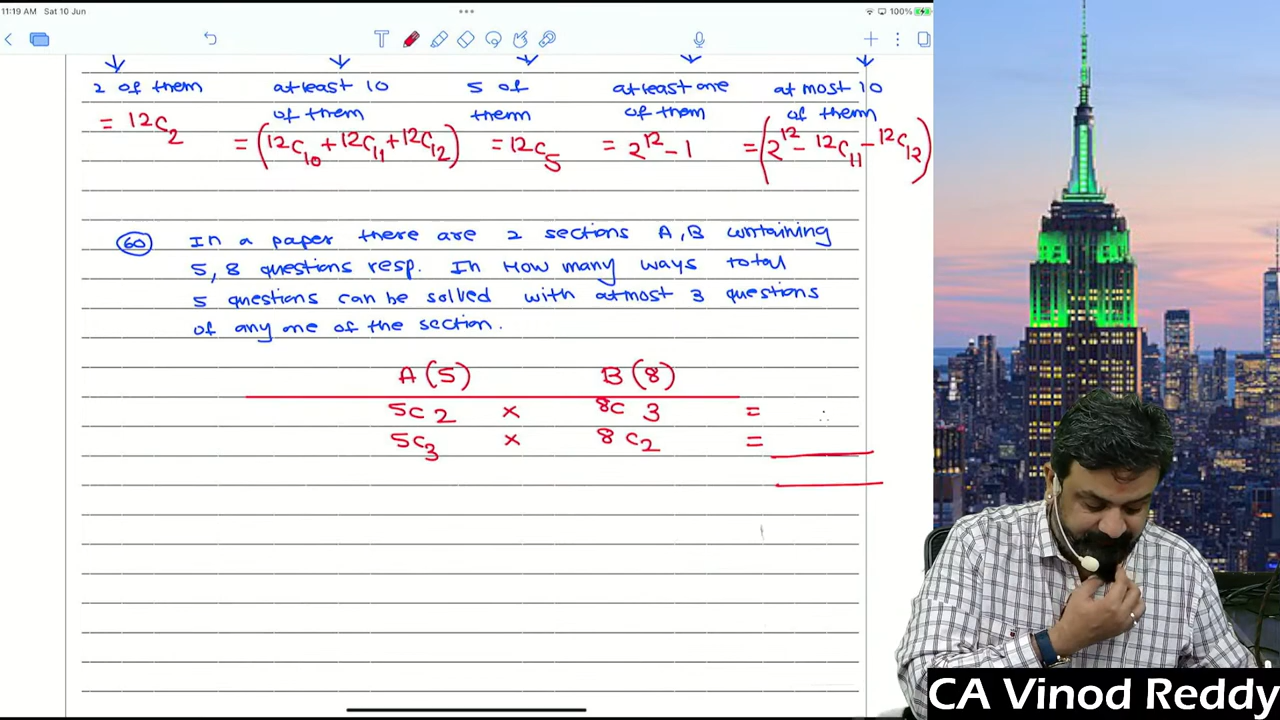 11:19 AM Sat 10 Jun
100%
2 of them at least 10 of them 5 of them at least one of them at most 10 of them
= 12C2 = (12C10 + 12C11 + 12C12) = 12C5 = 2^12 - 1 = (2^12 - 12C11 - 12C12)
60 In a paper there are 2 sections A, B containing
5, 8 questions resp. In How many ways total
5 questions can be solved with atmost 3 questions
of any one of the section.
A (5) B (8)
5C2 × 8C3 =
5C3 × 8C2 =
CA Vinod Reddy